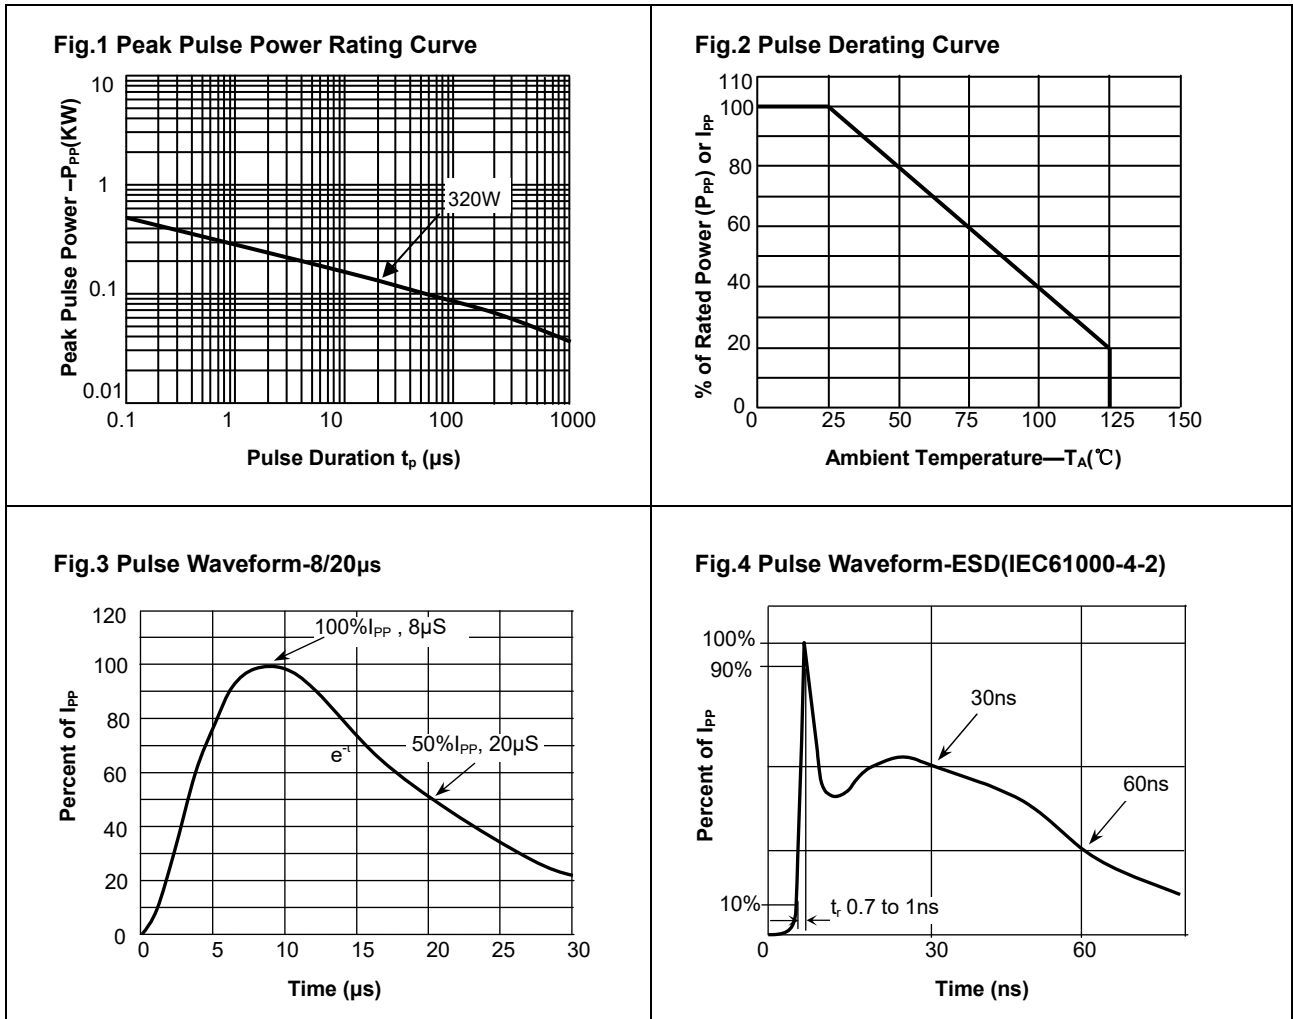 Fig.1 Peak Pulse Power Rating Curve
Peak Pulse Power –PPP(KW)
10
1
0.1
0.01
320W
0.1 1 10 100 1000
Pulse Duration tp (µs)
Fig.2 Pulse Derating Curve
% of Rated Power (PPP) or IPP
110
100
80
60
40
20
0
0 25 50 75 100 125 150
Ambient Temperature—TA(℃)
Fig.3 Pulse Waveform-8/20µs
Percent of IPP
120
100
80
60
40
20
0
100%IPP , 8µS
e-t
50%IPP, 20µS
0 5 10 15 20 25 30
Time (µs)
Fig.4 Pulse Waveform-ESD(IEC61000-4-2)
Percent of IPP
100%
90%
10%
30ns
60ns
tr 0.7 to 1ns
0 30 60
Time (ns)